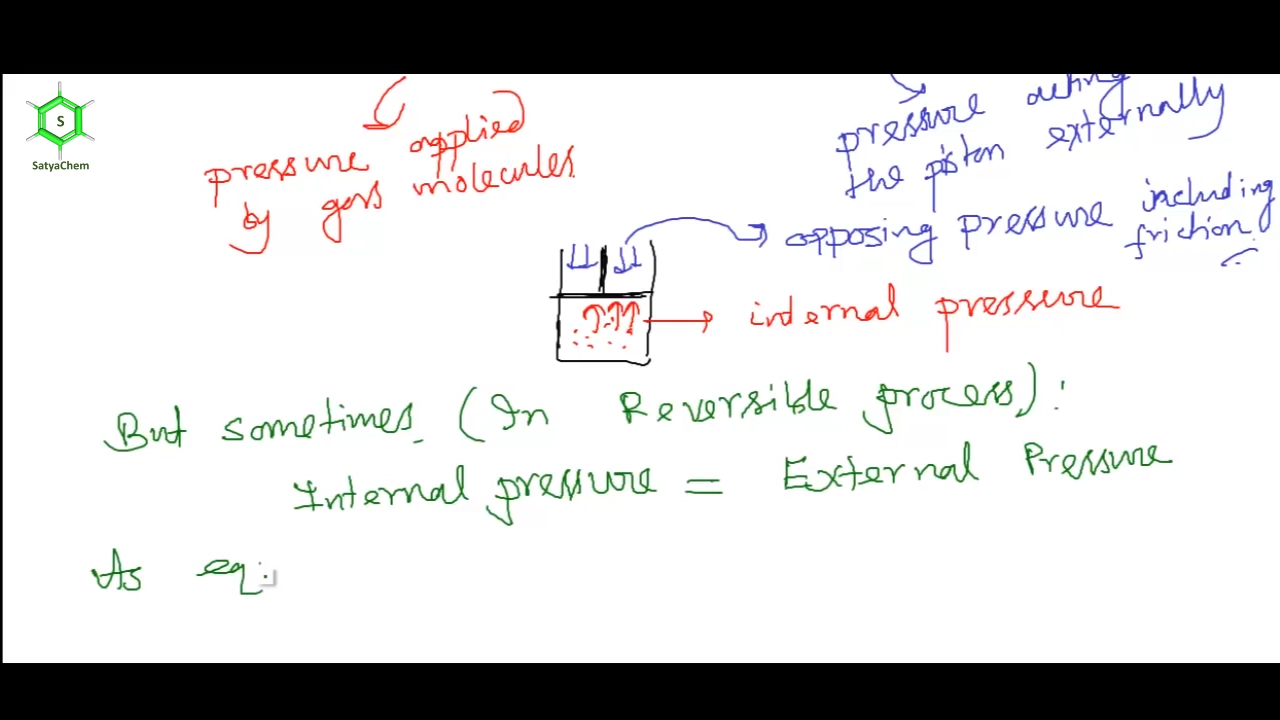 S
SatyaChem
pressure applied
by gas molecules
pressure acting
the piston externally
opposing pressure including
friction
internal pressure
But sometimes (In Reversible process):
Internal pressure = External Pressure
As eq